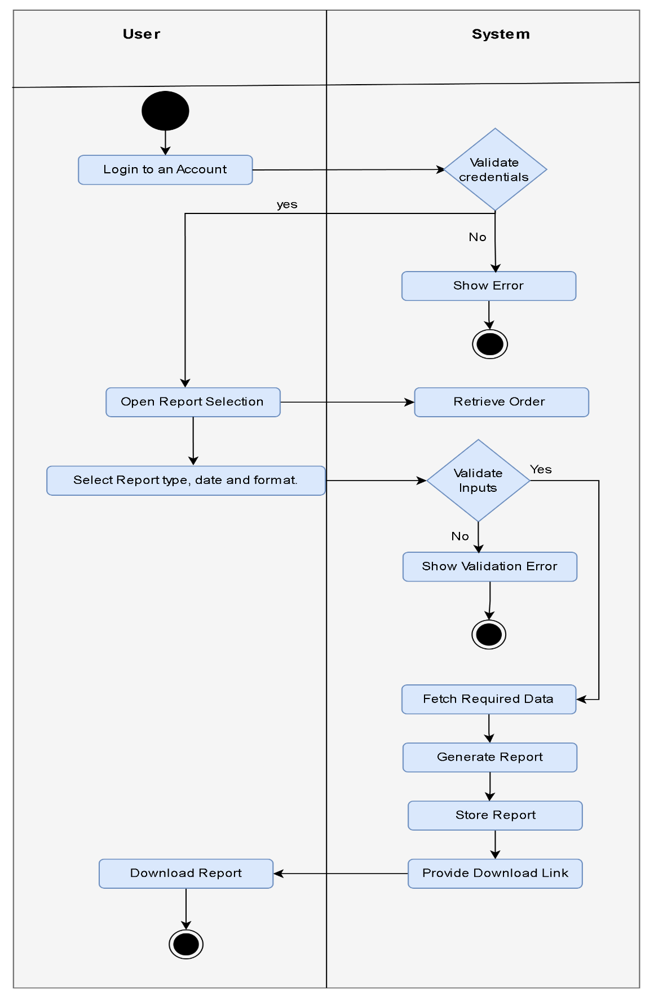 User
System
Login to an Account
Validate
credentials
yes
No
Show Error
Open Report Selection
Retrieve Order
Select Report type, date and format.
Validate
Inputs
Yes
No
Show Validation Error
Fetch Required Data
Generate Report
Store Report
Download Report
Provide Download Link